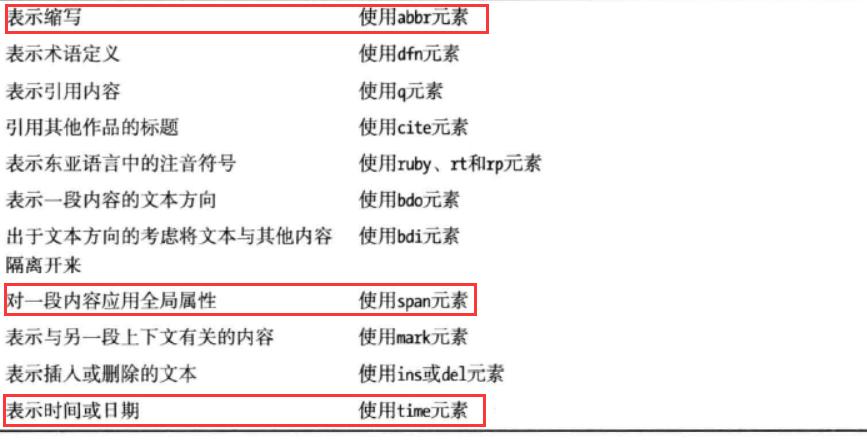 表示缩写 使用abbr元素
表示术语定义 使用dfn元素
表示引用内容 使用q元素
引用其他作品的标题 使用cite元素
表示东亚语言中的注音符号 使用ruby、rt和rp元素
表示一段内容的文本方向 使用bdo元素
出于文本方向的考虑将文本与其他内容 使用bdi元素
隔离开来
对一段内容应用全局属性 使用span元素
表示与另一段上下文有关的内容 使用mark元素
表示插入或删除的文本 使用ins或del元素
表示时间或日期 使用time元素